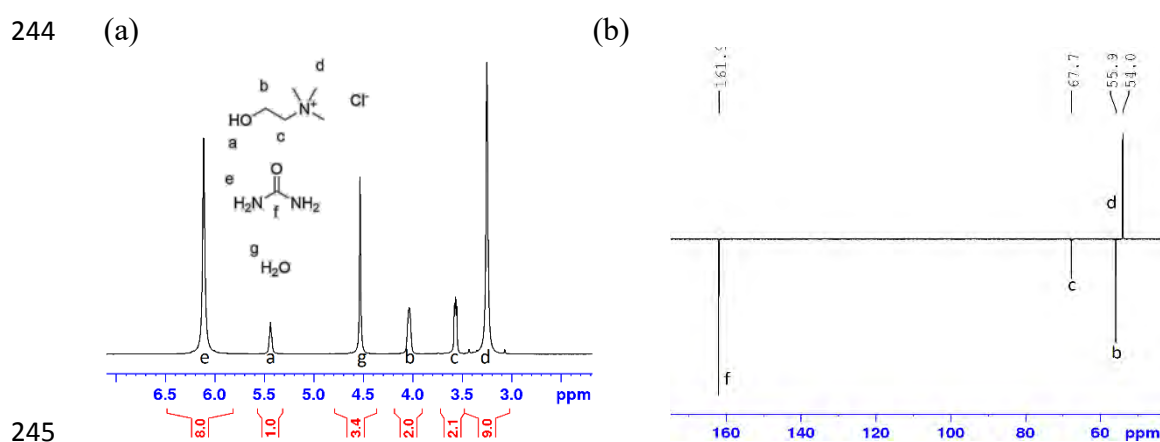 244 (a) (b)
d
b
N⁺ Cl⁻
HO
c
a
O
e
H₂N NH₂
f
g
H₂O
e a g b c d
6.5 6.0 5.5 5.0 4.5 4.0 3.5 3.0 ppm
8.0 1.0 3.4 2.0 2.1 9.0
67.7 55.9 54.0
d
c
b
f
160 140 120 100 80 60 ppm
245